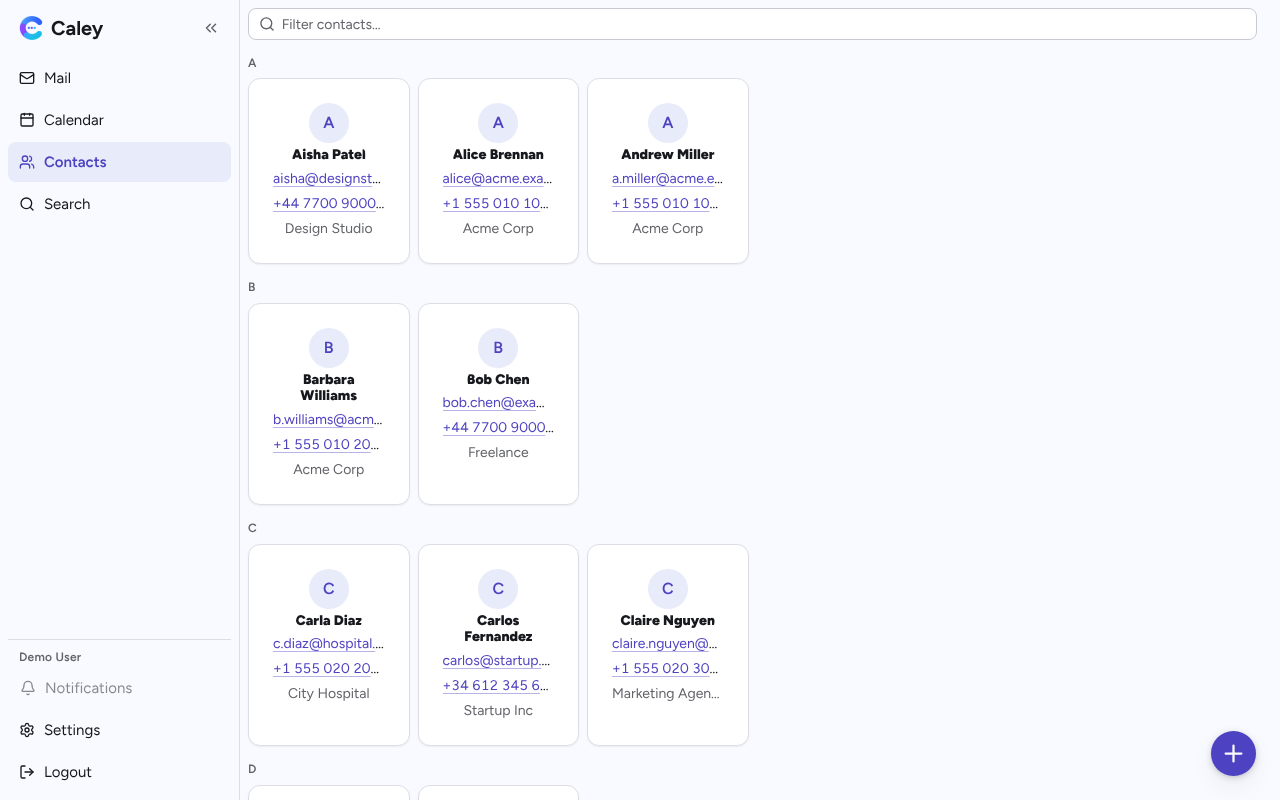 Caley
Mail
Calendar
Contacts
Search
Demo User
Notifications
Settings
Logout
Filter contacts...
A
A
Aisha Patel
aisha@designst...
+44 7700 9000...
Design Studio
A
Alice Brennan
alice@acme.exa...
+1 555 010 10...
Acme Corp
A
Andrew Miller
a.miller@acme.e...
+1 555 010 10...
Acme Corp
B
B
Barbara
Williams
b.williams@acm...
+1 555 010 20...
Acme Corp
B
Bob Chen
bob.chen@exa...
+44 7700 9000...
Freelance
C
C
Carla Diaz
c.diaz@hospital....
+1 555 020 20...
City Hospital
C
Carlos
Fernandez
carlos@startup....
+34 612 345 6...
Startup Inc
C
Claire Nguyen
claire.nguyen@...
+1 555 020 30...
Marketing Agen...
D